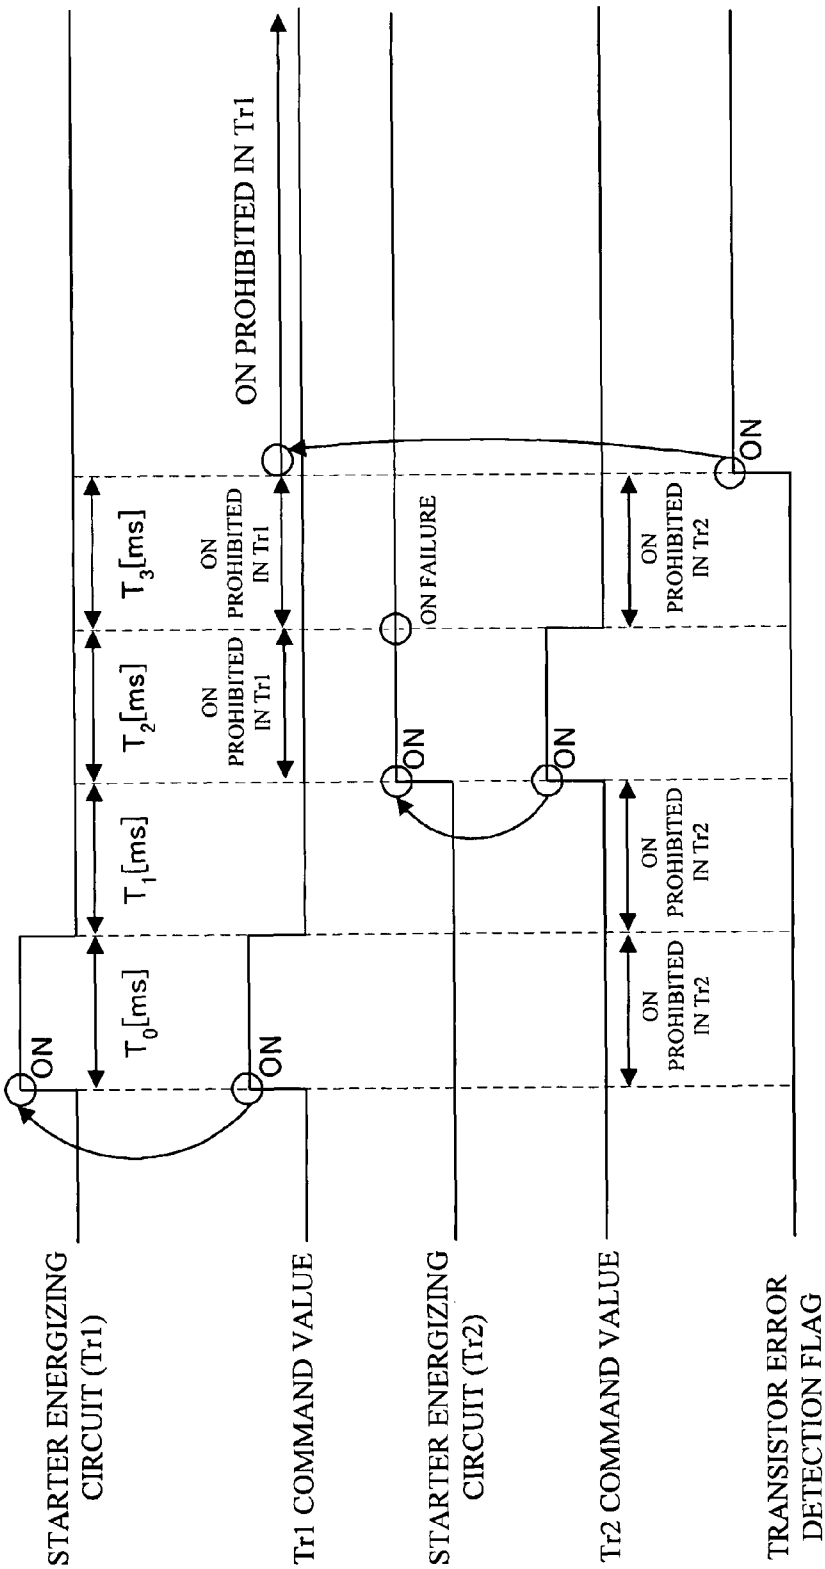 STARTER ENERGIZING
CIRCUIT (Tr1)
ON
T0[ms]
T1[ms]
T2[ms]
T3[ms]
Tr1 COMMAND VALUE
ON
ON
PROHIBITED
IN Tr1
ON
PROHIBITED
IN Tr1
ON PROHIBITED IN Tr1
STARTER ENERGIZING
CIRCUIT (Tr2)
ON
ON FAILURE
Tr2 COMMAND VALUE
ON
ON
PROHIBITED
IN Tr2
ON
PROHIBITED
IN Tr2
ON
PROHIBITED
IN Tr2
TRANSISTOR ERROR
DETECTION FLAG
ON